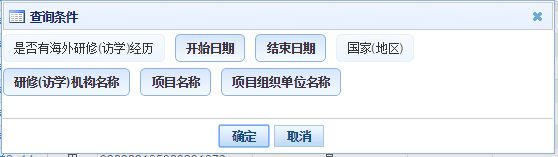 查询条件
是否有海外研修(访学)经历 开始日期 结束日期 国家(地区)
研修(访学)机构名称 项目名称 项目组织单位名称
确定 取消